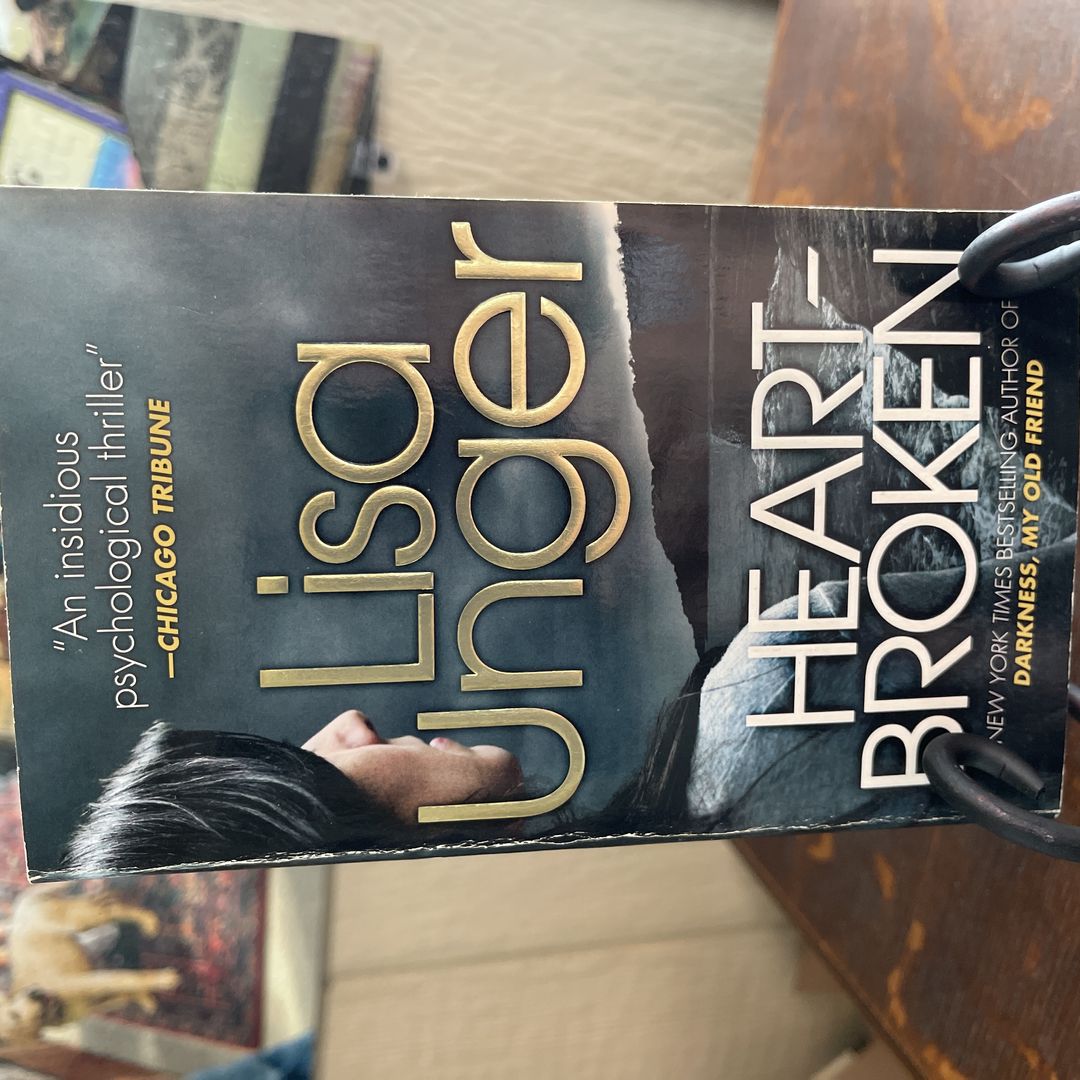 "An insidious
psychological thriller"
—CHICAGO TRIBUNE
Lisa
unger
HEART-
BROKEN
NEW YORK TIMES BESTSELLING AUTHOR OF
DARKNESS, MY OLD FRIEND